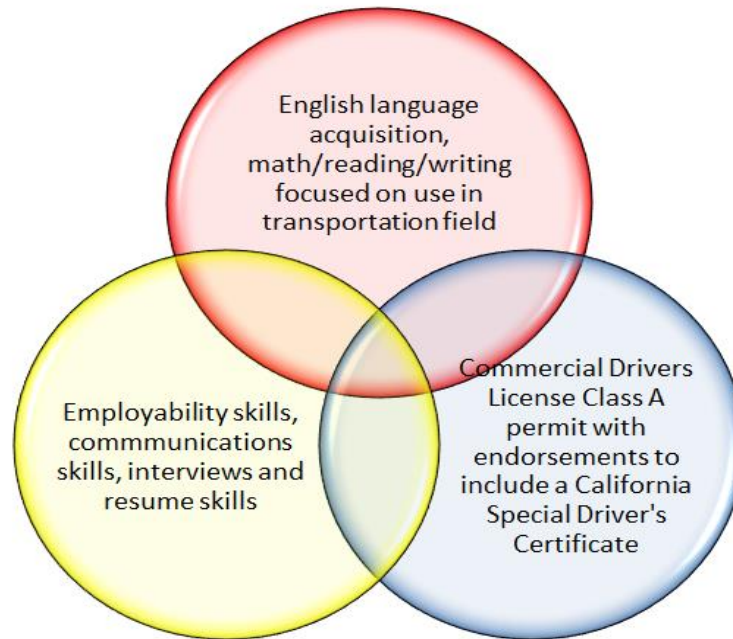 English language
acquisition,
math/reading/writing
focused on use in
transportation field
Employability skills,
commmunications
skills, interviews and
resume skills
Commercial Drivers
License Class A
permit with
endorsements to
include a California
Special Driver's
Certificate